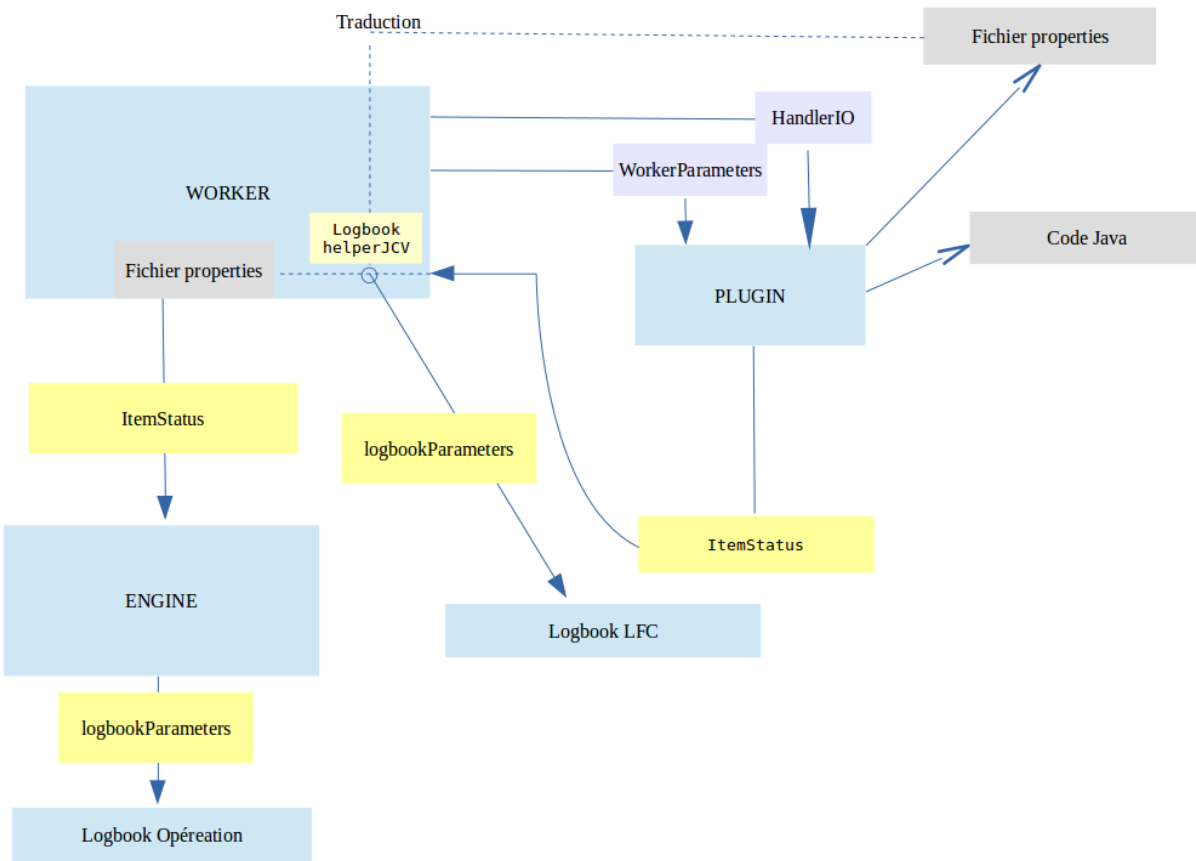 Traduction
Fichier properties
HandlerIO
WorkerParameters
WORKER
Logbook
helperJCV
Fichier properties
Code Java
PLUGIN
ItemStatus
logbookParameters
ItemStatus
ENGINE
Logbook LFC
logbookParameters
Logbook Opéreation